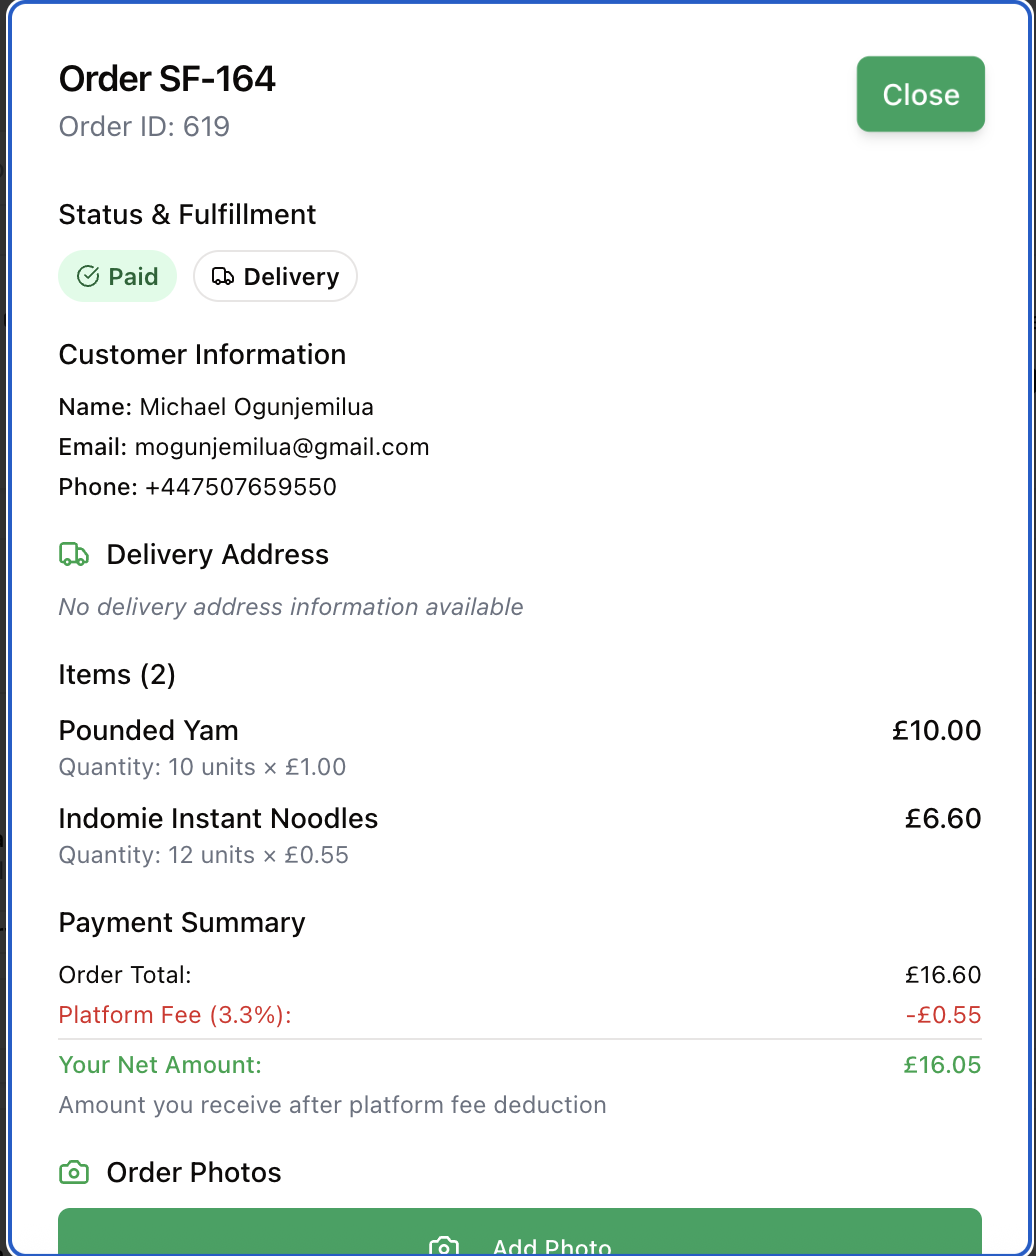 Order SF-164
Close
Order ID: 619
Status & Fulfillment
Paid
Delivery
Customer Information
Name: Michael Ogunjemilua
Email: mogunjemilua@gmail.com
Phone: +447507659550
Delivery Address
No delivery address information available
Items (2)
Pounded Yam £10.00
Quantity: 10 units × £1.00
Indomie Instant Noodles £6.60
Quantity: 12 units × £0.55
Payment Summary
Order Total: £16.60
Platform Fee (3.3%): -£0.55
Your Net Amount: £16.05
Amount you receive after platform fee deduction
Order Photos
Add Photo